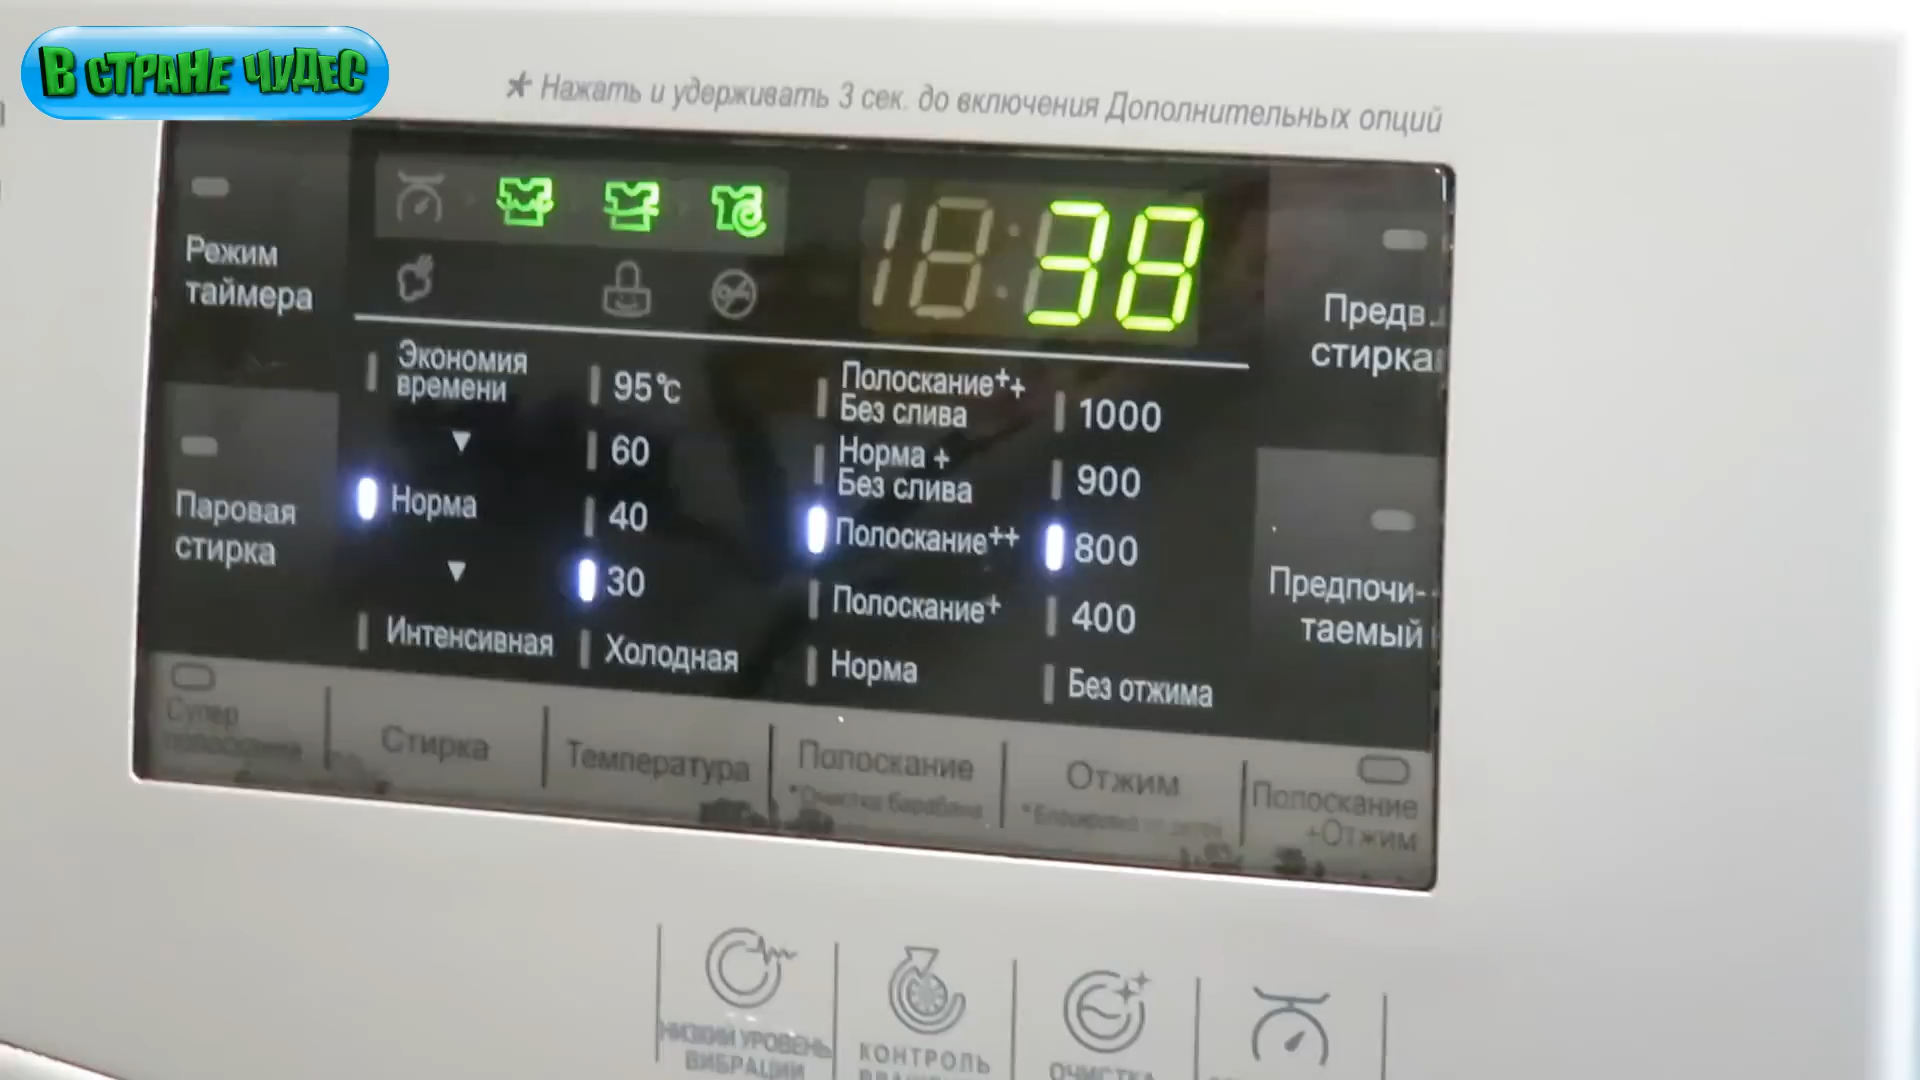 В СТРАНЕ ЧУДЕС
* Нажать и удерживать 3 сек. до включения Дополнительных опций
Режим
таймера
38
Предв.
стирка
Паровая
стирка
Экономия
времени
Норма
Интенсивная
95°C
60
40
30
Холодная
Полоскание++
Без слива
Норма +
Без слива
Полоскание++
Полоскание+
Норма
1000
900
800
400
Без отжима
Предпочи-
таемый
Супер
полоскание
Стирка
Температура
Полоскание
*Очистка барабана
Отжим
*Блокировка от детей
Полоскание
+Отжим
НИЗКИЙ УРОВЕНЬ
ВИБРАЦИИ
КОНТРОЛЬ
ОЧИСТКА